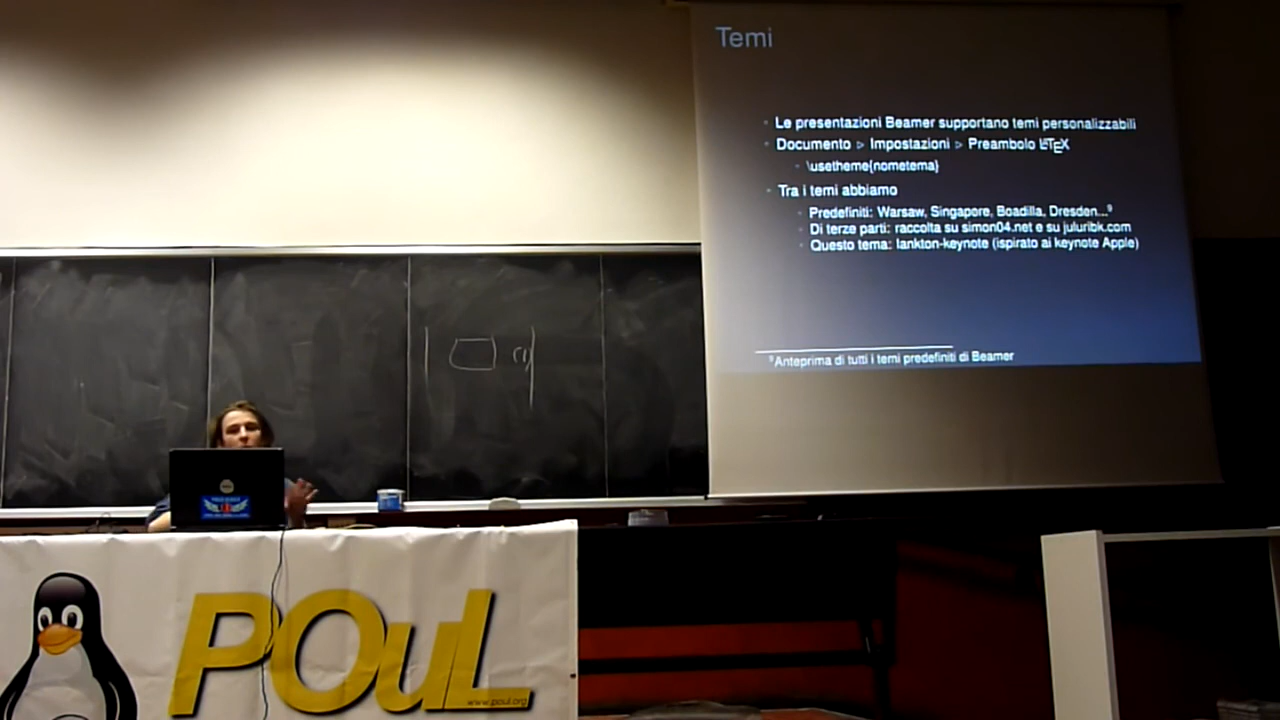 Temi
Le presentazioni Beamer supportano temi personalizzabili
Documento ▹ Impostazioni ▹ Preambolo LATEX
\usetheme{nometema}
Tra i temi abbiamo
Predefiniti: Warsaw, Singapore, Boadilla, Dresden...⁹
Di terze parti: raccolta su simon04.net e su juluribk.com
Questo tema: lankton-keynote (ispirato ai keynote Apple)
⁹Anteprima di tutti i temi predefiniti di Beamer
POuL
www.poul.org